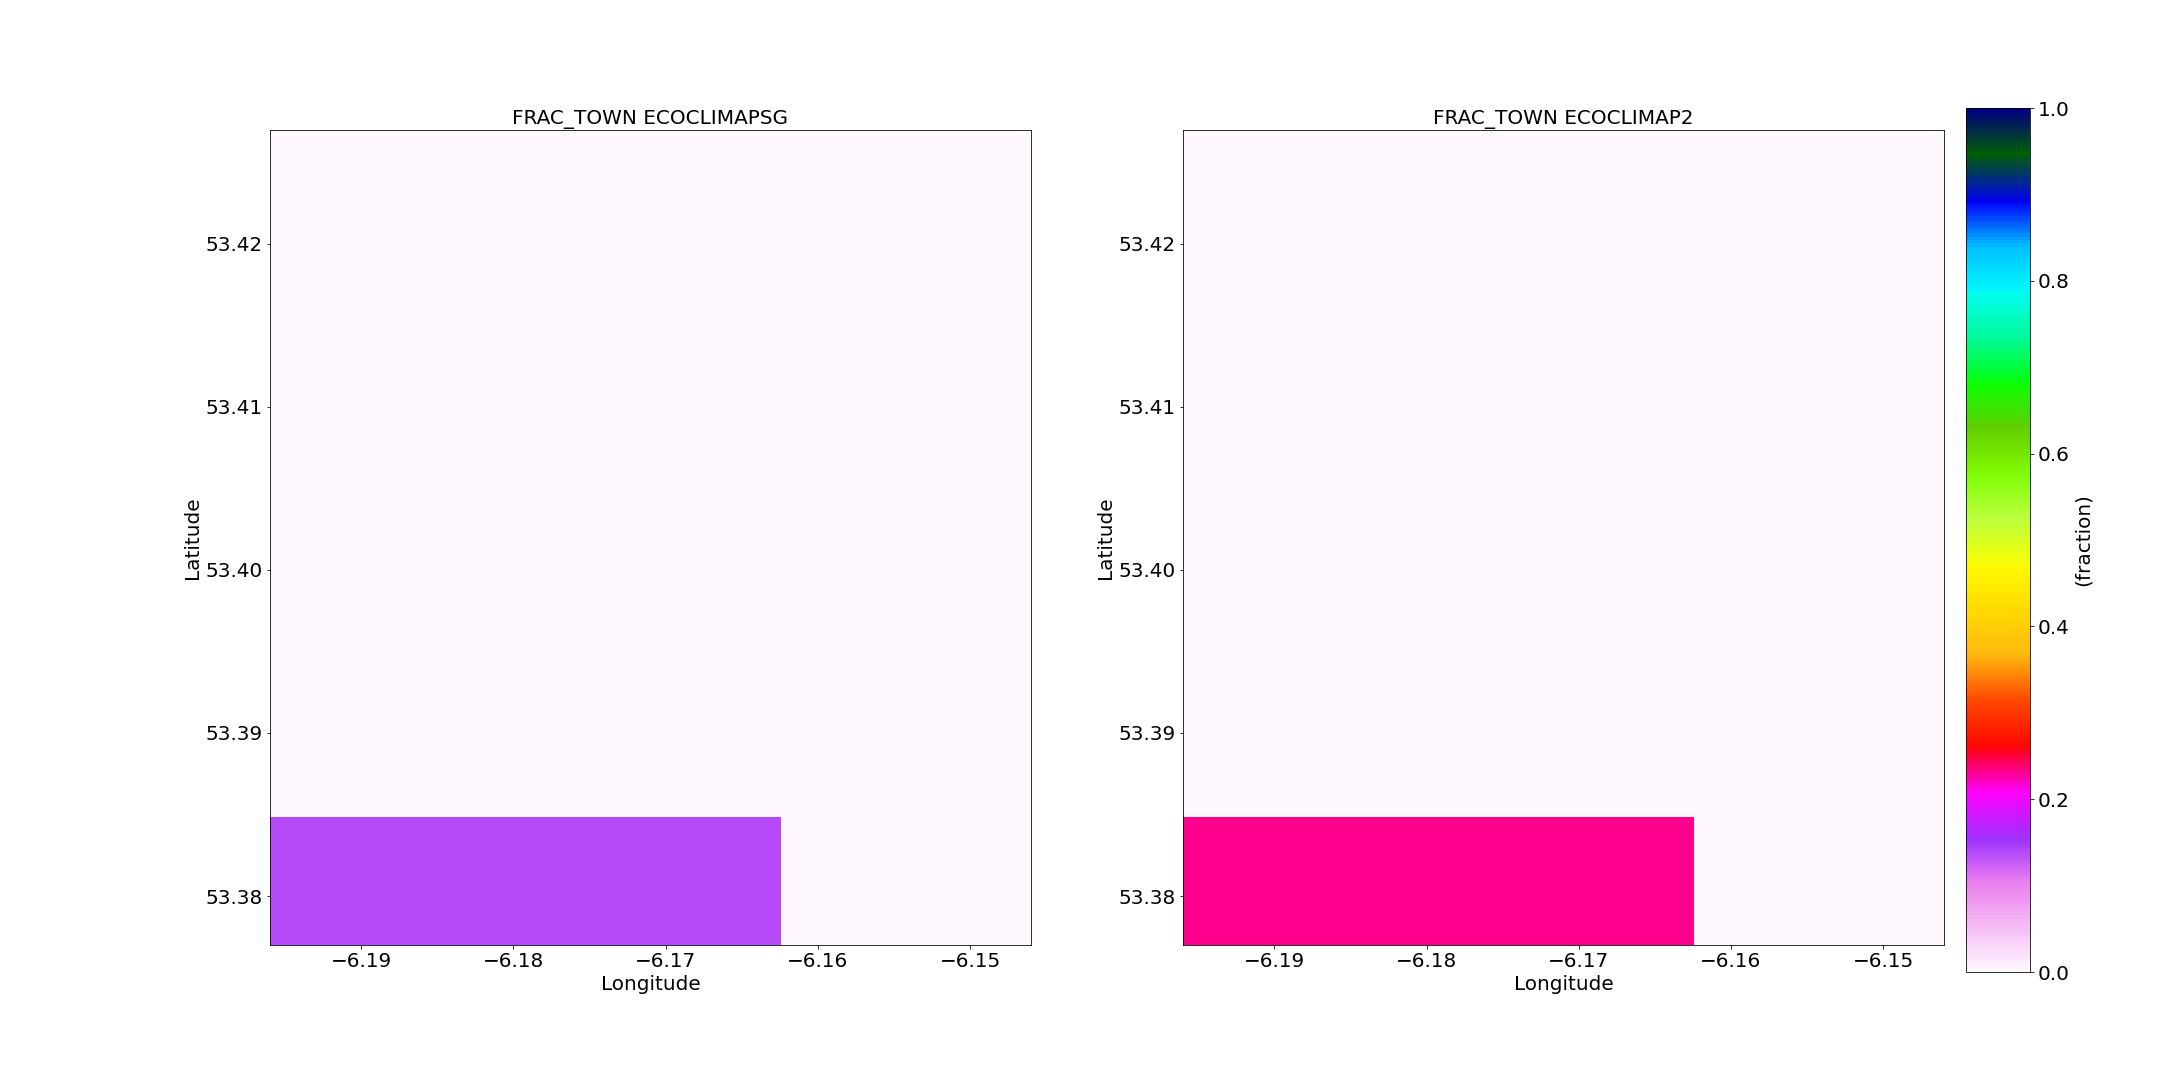 FRAC_TOWN ECOCLIMAPSG
53.42
53.41
53.40
53.39
53.38
Latitude
−6.19 −6.18 −6.17 −6.16 −6.15
Longitude
FRAC_TOWN ECOCLIMAP2
53.42
53.41
53.40
53.39
53.38
Latitude
−6.19 −6.18 −6.17 −6.16 −6.15
Longitude
1.0
0.8
0.6
0.4
0.2
0.0
(fraction)